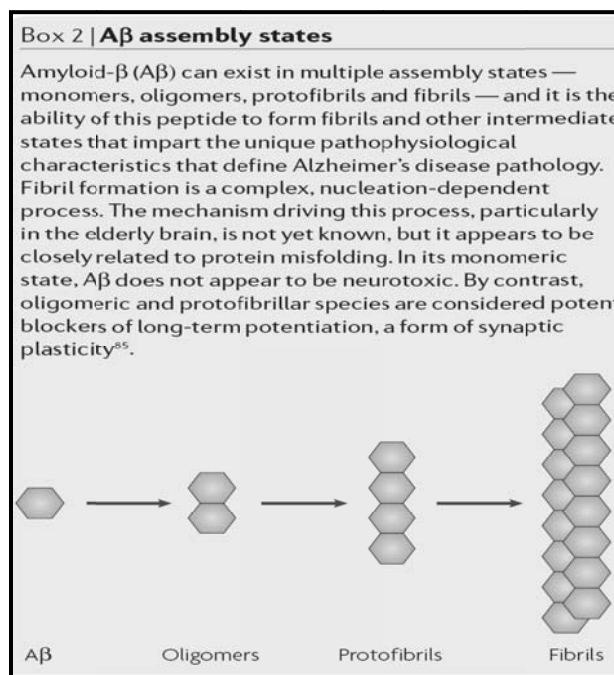 Box 2 | Aβ assembly states
Amyloid-β (Aβ) can exist in multiple assembly states —
monomers, oligomers, protofibrils and fibrils — and it is the
ability of this peptide to form fibrils and other intermediate
states that impart the unique pathophysiological
characteristics that define Alzheimer's disease pathology.
Fibril formation is a complex, nucleation-dependent
process. The mechanism driving this process, particularly
in the elderly brain, is not yet known, but it appears to be
closely related to protein misfolding. In its monomeric
state, Aβ does not appear to be neurotoxic. By contrast,
oligomeric and protofibrillar species are considered potent
blockers of long-term potentiation, a form of synaptic
plasticity⁸⁵.
Aβ Oligomers Protofibrils Fibrils